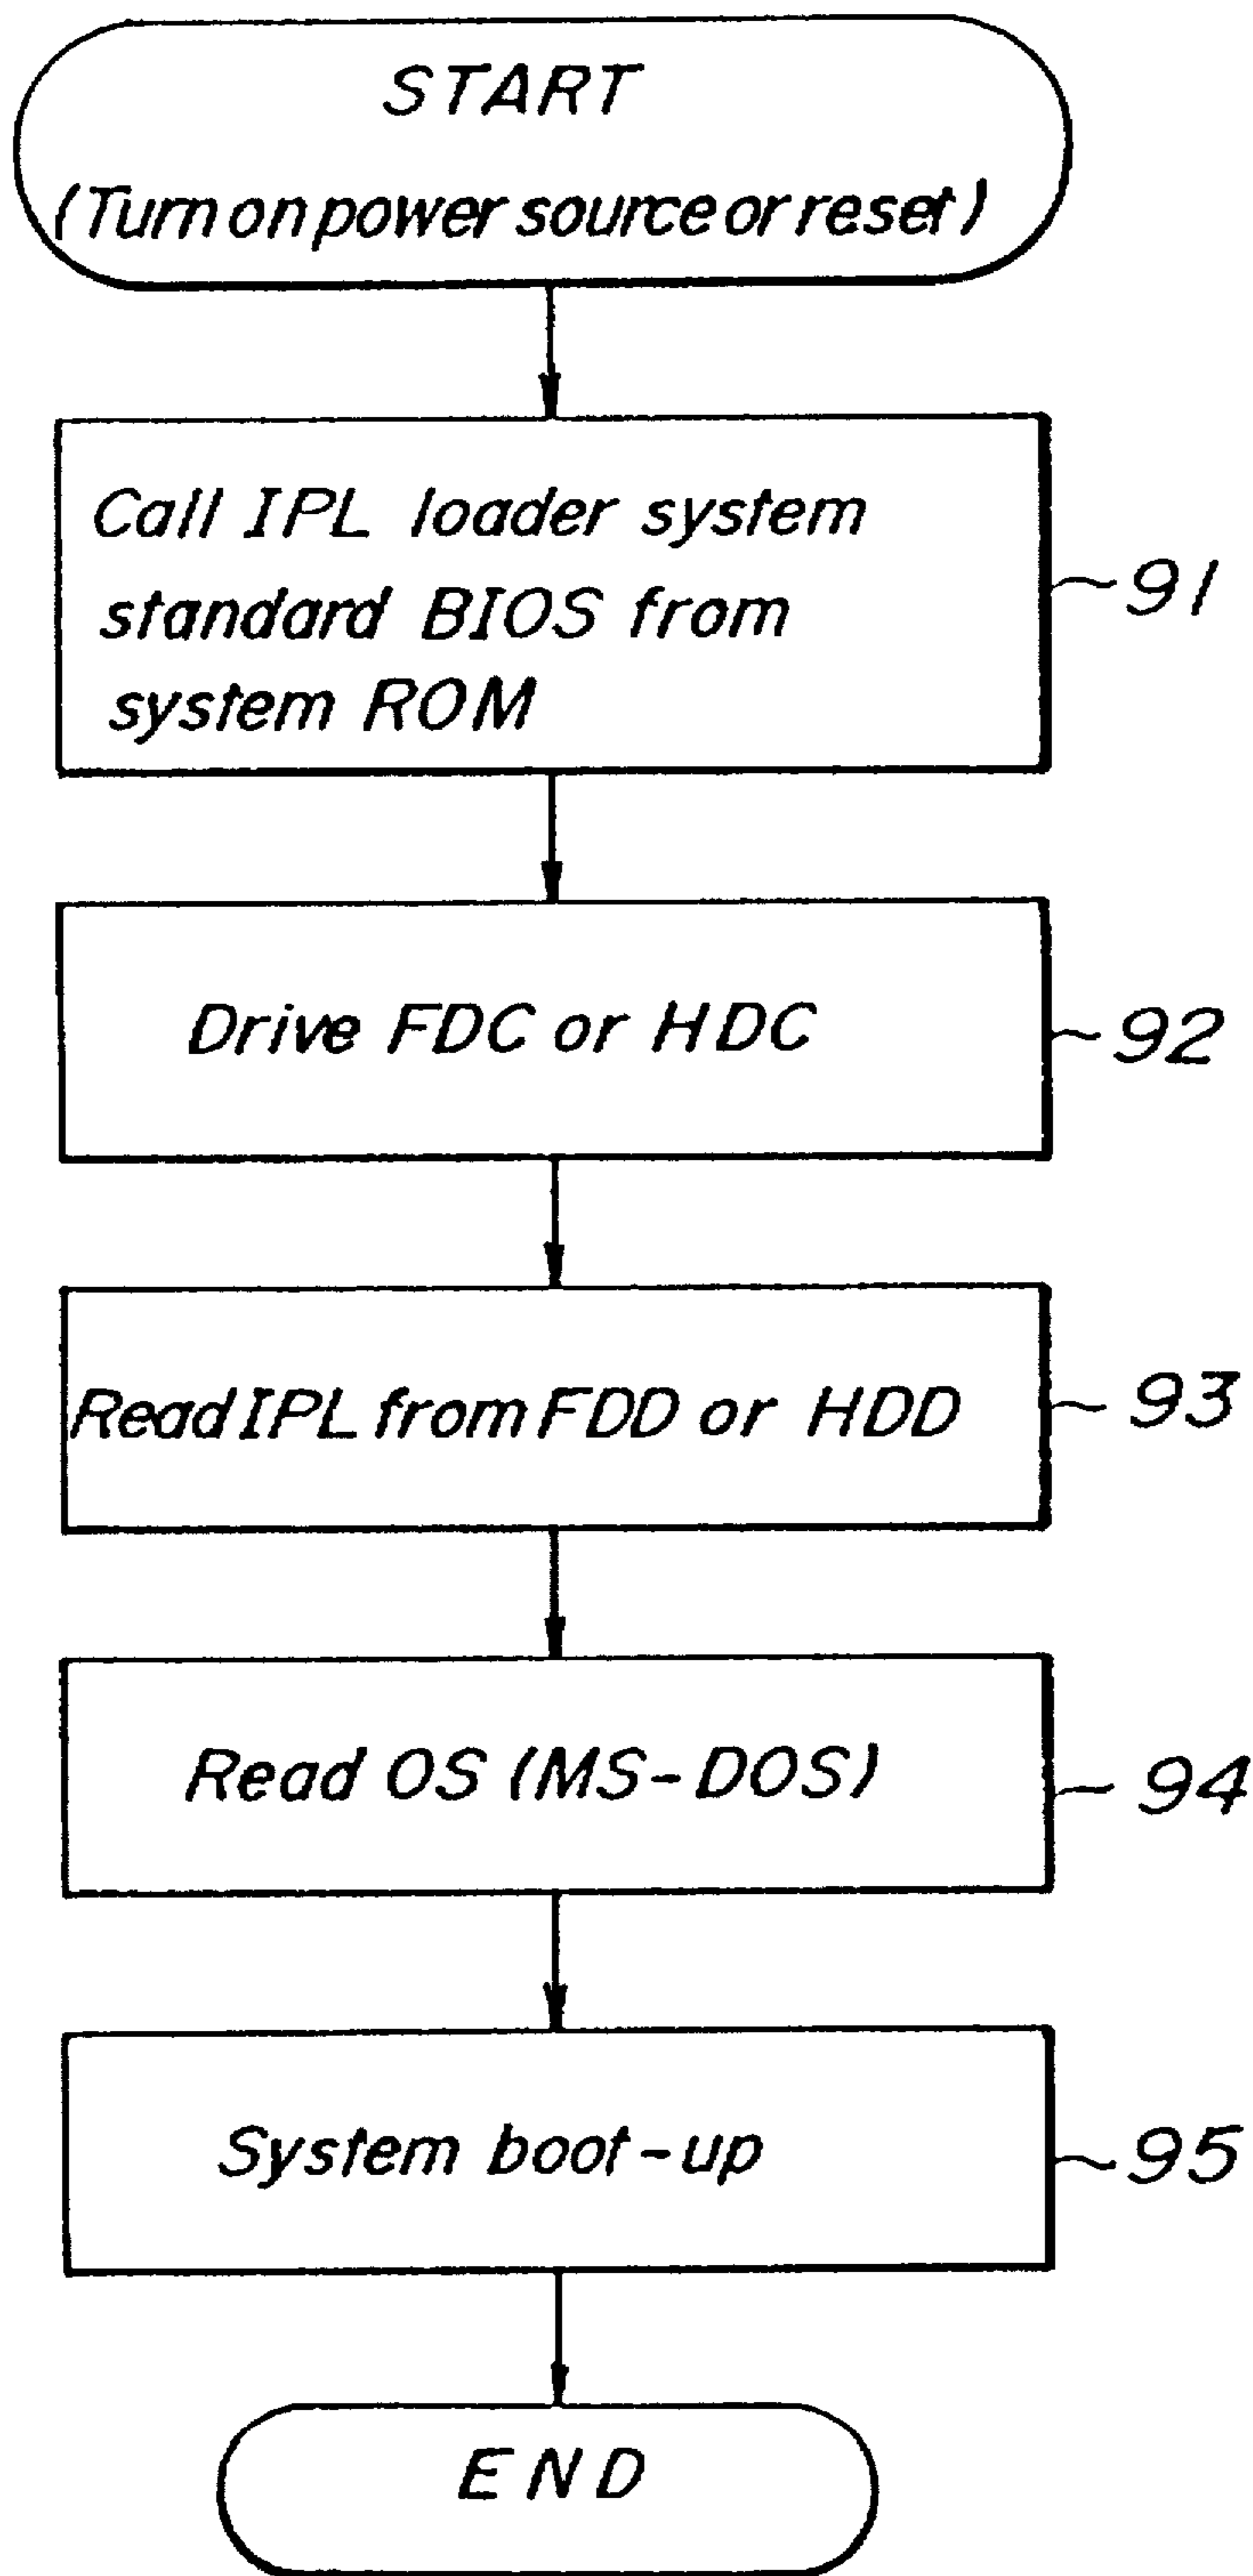 START
(Turn on power source or reset)
Call IPL loader system
standard BIOS from
system ROM
91
Drive FDC or HDC
92
Read IPL from FDD or HDD
93
Read OS (MS-DOS)
94
System boot-up
95
END